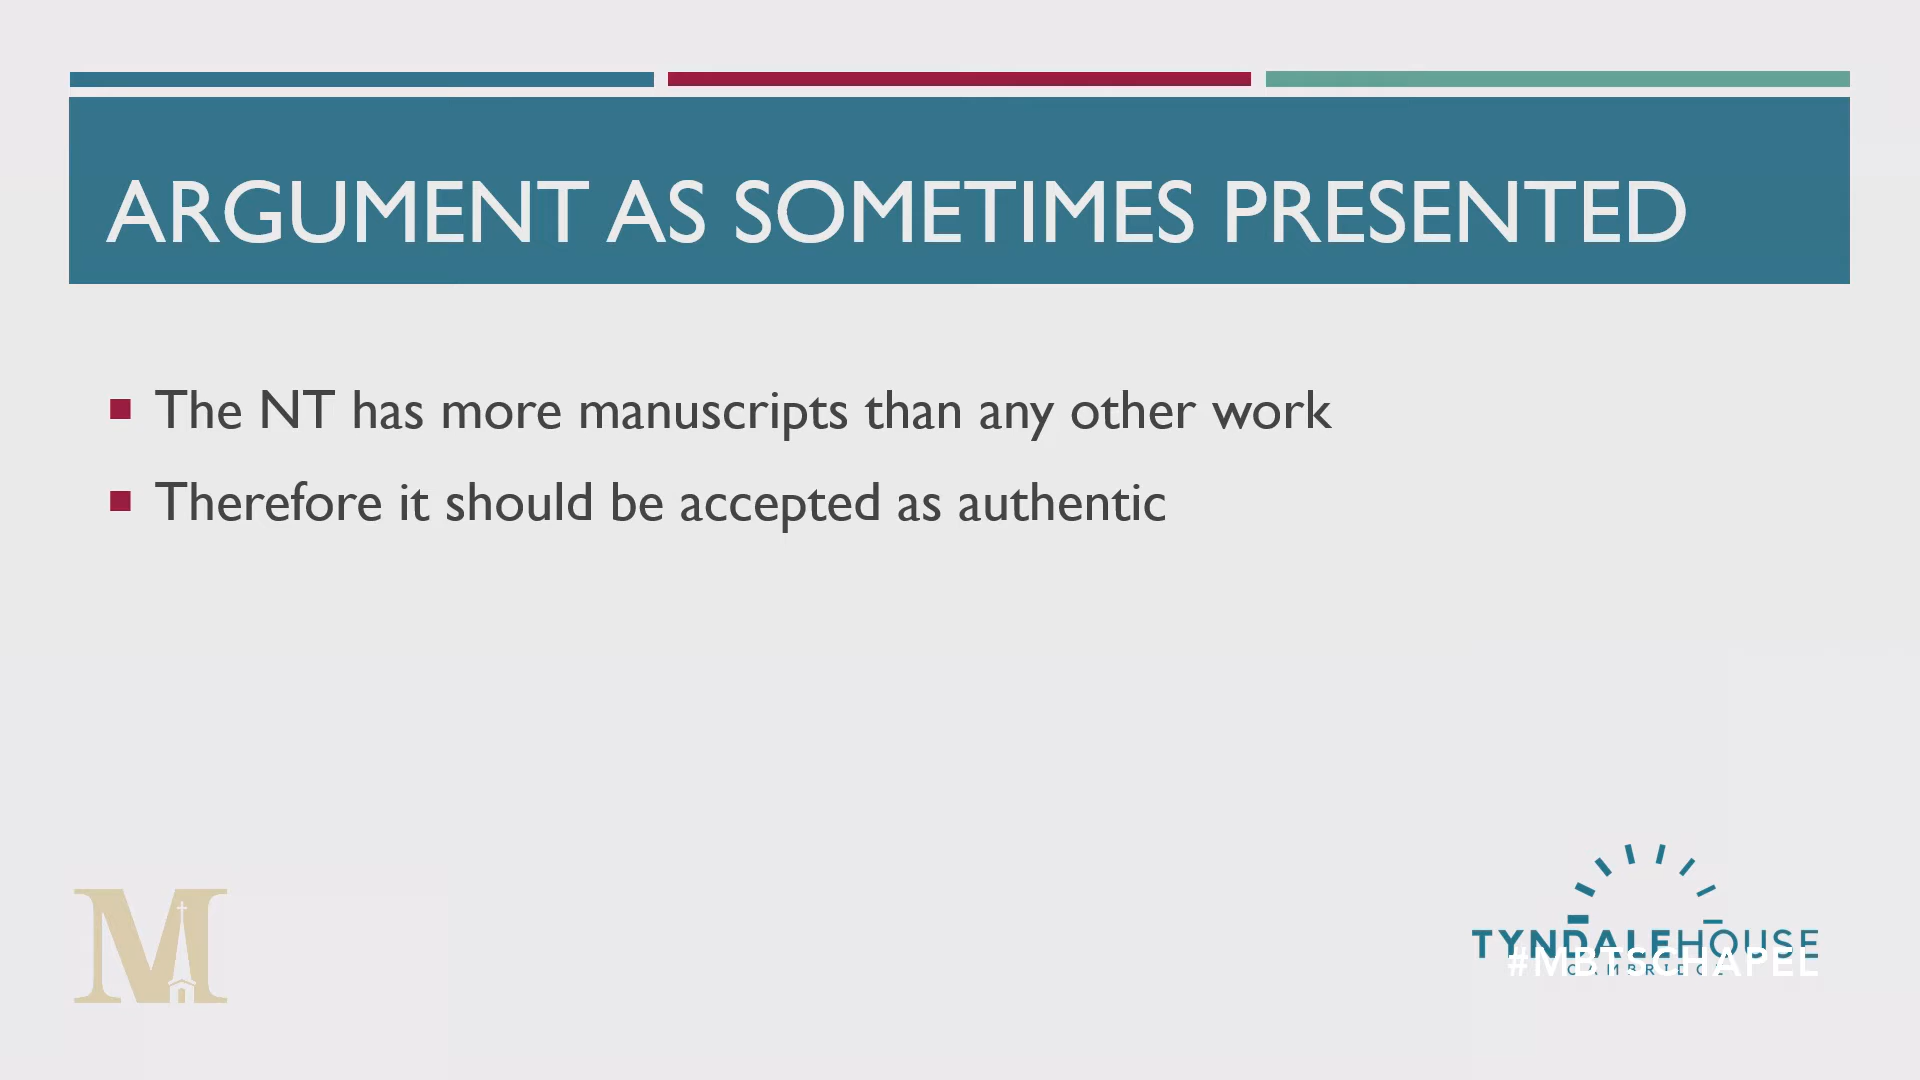 ARGUMENT AS SOMETIMES PRESENTED
The NT has more manuscripts than any other work
Therefore it should be accepted as authentic
M
TYNDALEHOUSE
CAMBRIDGE
#MBTSCHAPEL